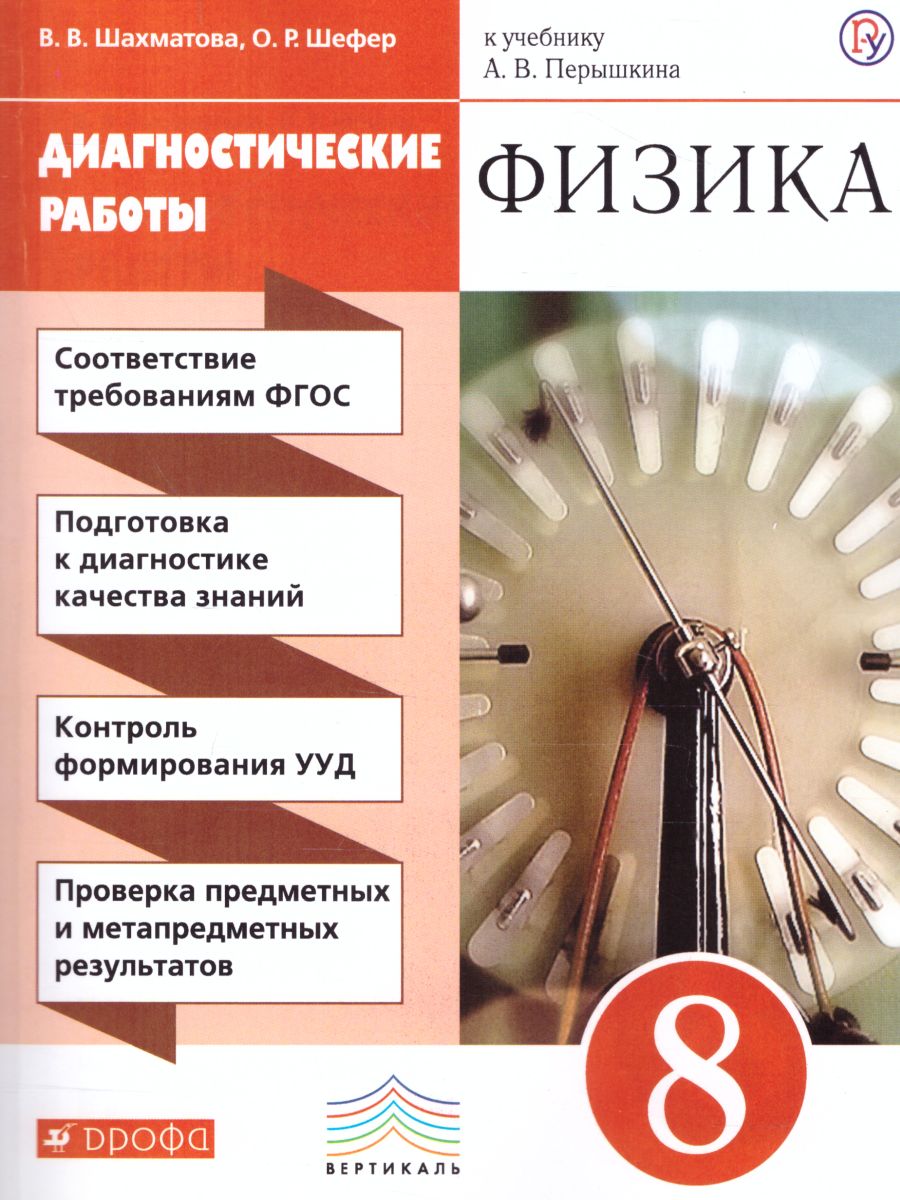 В. В. Шахматова, О. Р. Шефер
к учебнику
А. В. Перышкина
РУ
ДИАГНОСТИЧЕСКИЕ
РАБОТЫ
ФИЗИКА
Соответствие
требованиям ФГОС
Подготовка
к диагностике
качества знаний
Контроль
формирования УУД
Проверка предметных
и метапредметных
результатов
8
ДРОФА
ВЕРТИКАЛЬ